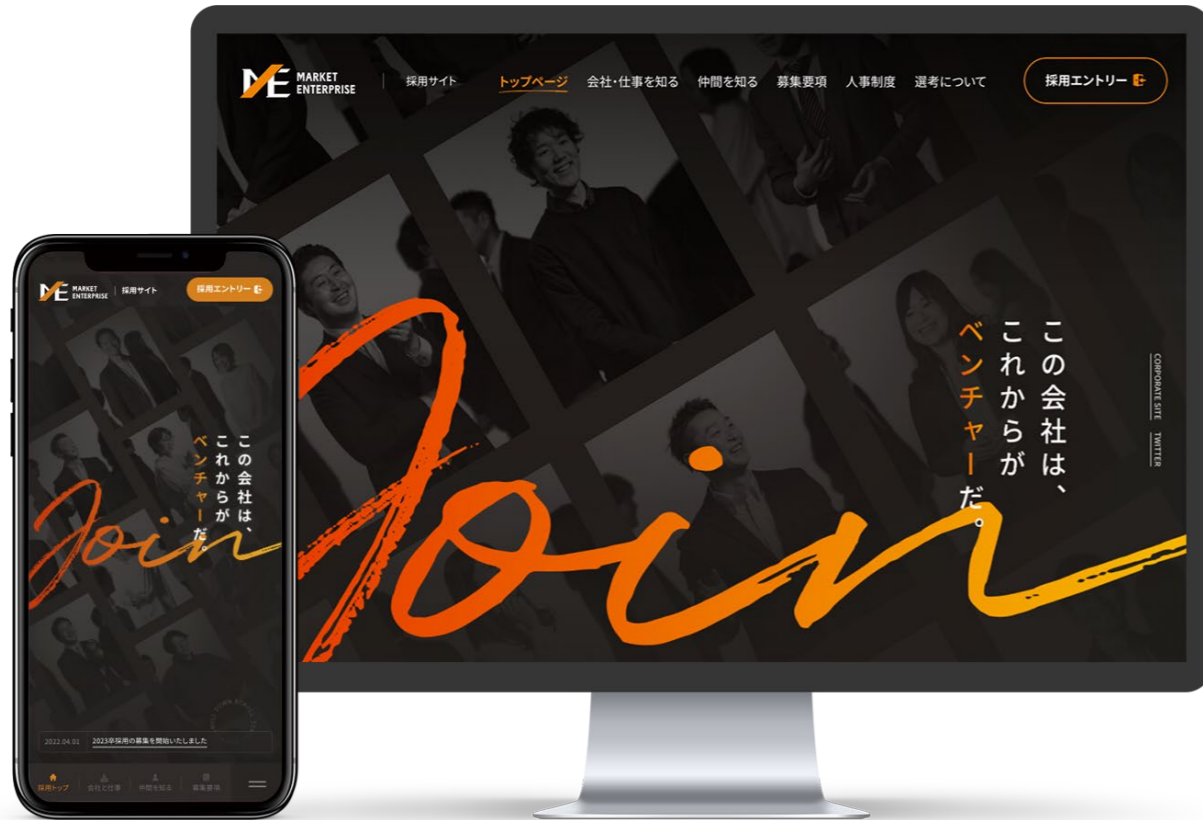 MARKET
ENTERPRISE
採用サイト
トップページ
会社・仕事を知る
仲間を知る
募集要項
人事制度
選考について
採用エントリー
この会社は、
これからが
ベンチャーだ。
Join
CORPORATE SITE
TWITTER
MARKET
ENTERPRISE
採用サイト
採用エントリー
この会社は、
これからが
ベンチャーだ。
Join
2022.04.01
2023卒採用の募集を開始いたしました
採用トップ
会社と仕事
仲間を知る
募集要項